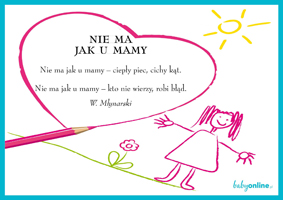 NIE MA
JAK U MAMY
Nie ma jak u mamy – ciepły piec, cichy kąt.
Nie ma jak u mamy – kto nie wierzy, robi błąd.
W. Młynarski
babyonline